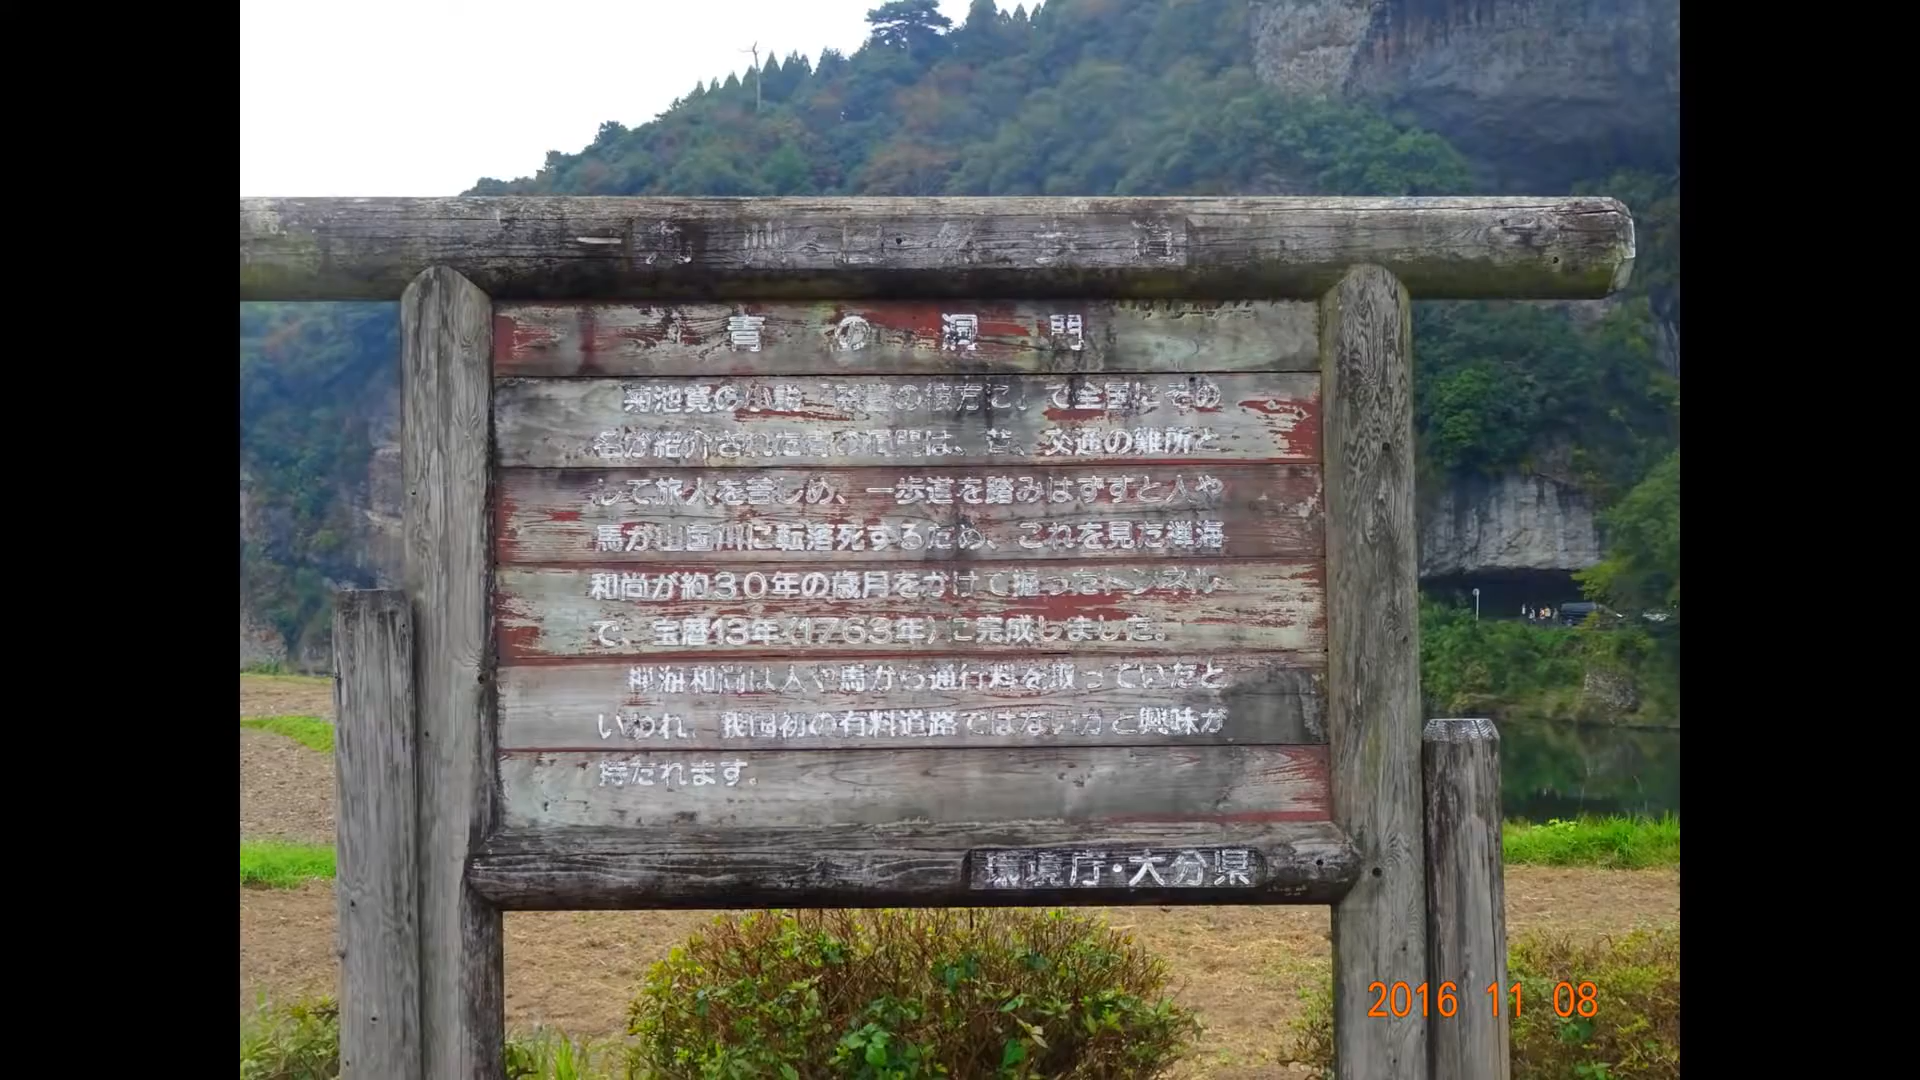 九州自然歩道
青の洞門
菊池寛の小説「恩讐の彼方に」で全国にその
名が紹介された青の洞門は、昔、交通の難所と
して旅人を苦しめ、一歩道を踏みはずすと人や
馬が山国川に転落死するため、これを見た禅海
和尚が約30年の歳月をかけて掘ったトンネル
で、宝暦13年(1763年)に完成しました。
禅海和尚は人や馬から通行料を取っていたと
いわれ、我国初の有料道路ではないかと興味が
持たれます。
環境庁・大分県
2016 11 08